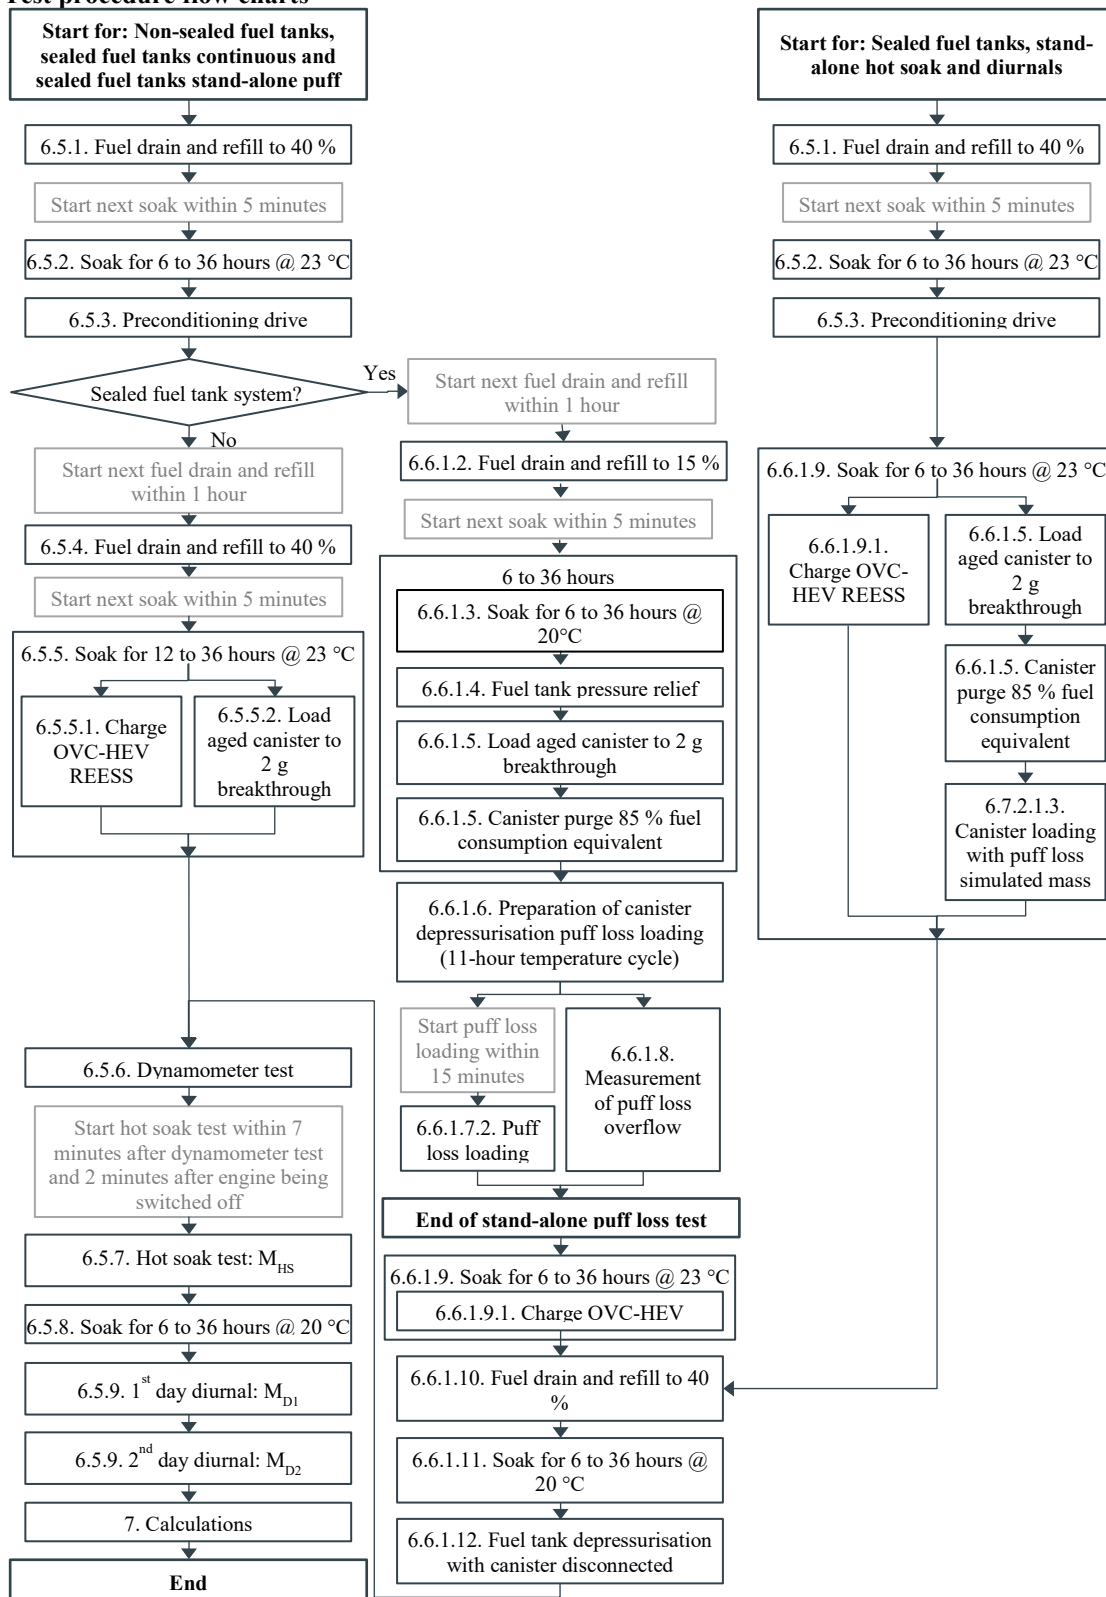 Test procedure flow charts
Start for: Non-sealed fuel tanks,
sealed fuel tanks continuous and
sealed fuel tanks stand-alone puff
6.5.1. Fuel drain and refill to 40 %
Start next soak within 5 minutes
6.5.2. Soak for 6 to 36 hours @ 23 °C
6.5.3. Preconditioning drive
Sealed fuel tank system?
Yes
No
Start next fuel drain and refill
within 1 hour
6.5.4. Fuel drain and refill to 40 %
Start next soak within 5 minutes
6.5.5. Soak for 12 to 36 hours @ 23 °C
6.5.5.1. Charge
OVC-HEV
REESS
6.5.5.2. Load
aged canister to
2 g
breakthrough
6.5.6. Dynamometer test
Start hot soak test within 7
minutes after dynamometer test
and 2 minutes after engine being
switched off
6.5.7. Hot soak test: MHS
6.5.8. Soak for 6 to 36 hours @ 20 °C
6.5.9. 1st day diurnal: MD1
6.5.9. 2nd day diurnal: MD2
7. Calculations
End
Start next fuel drain and refill
within 1 hour
6.6.1.2. Fuel drain and refill to 15 %
Start next soak within 5 minutes
6 to 36 hours
6.6.1.3. Soak for 6 to 36 hours @
20°C
6.6.1.4. Fuel tank pressure relief
6.6.1.5. Load aged canister to 2 g
breakthrough
6.6.1.5. Canister purge 85 % fuel
consumption equivalent
6.6.1.6. Preparation of canister
depressurisation puff loss loading
(11-hour temperature cycle)
Start puff loss
loading within
15 minutes
6.6.1.7.2. Puff
loss loading
6.6.1.8.
Measurement
of puff loss
overflow
End of stand-alone puff loss test
6.6.1.9. Soak for 6 to 36 hours @ 23 °C
6.6.1.9.1. Charge OVC-HEV
6.6.1.10. Fuel drain and refill to 40
%
6.6.1.11. Soak for 6 to 36 hours @
20 °C
6.6.1.12. Fuel tank depressurisation
with canister disconnected
Start for: Sealed fuel tanks, stand-
alone hot soak and diurnals
6.5.1. Fuel drain and refill to 40 %
Start next soak within 5 minutes
6.5.2. Soak for 6 to 36 hours @ 23 °C
6.5.3. Preconditioning drive
6.6.1.9. Soak for 6 to 36 hours @ 23 °C
6.6.1.9.1.
Charge OVC-
HEV REESS
6.6.1.5. Load
aged canister to
2 g
breakthrough
6.6.1.5. Canister
purge 85 % fuel
consumption
equivalent
6.7.2.1.3.
Canister loading
with puff loss
simulated mass